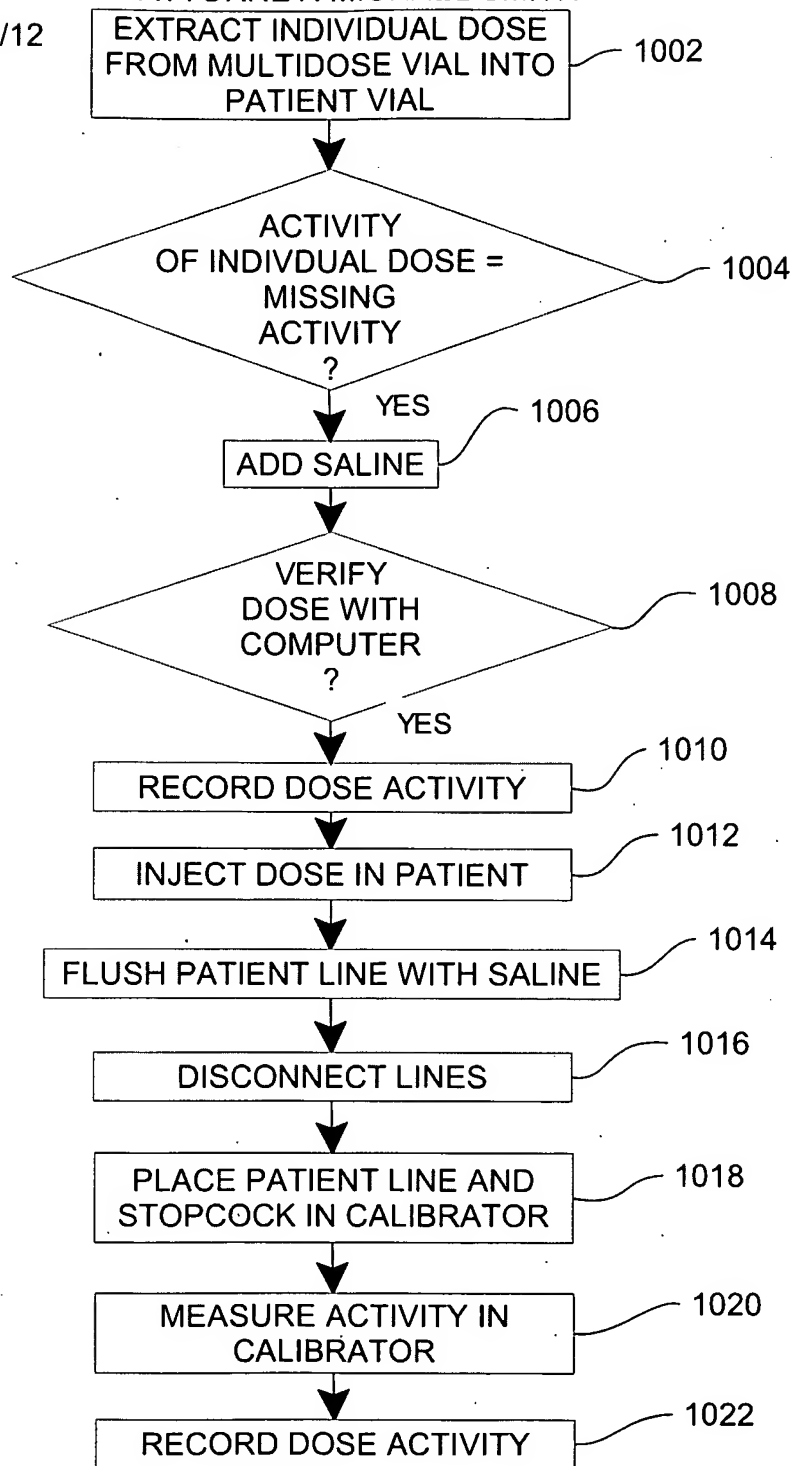 /12
EXTRACT INDIVIDUAL DOSE
FROM MULTIDOSE VIAL INTO
PATIENT VIAL
1002
ACTIVITY
OF INDIVDUAL DOSE =
MISSING
ACTIVITY
?
1004
YES
1006
ADD SALINE
VERIFY
DOSE WITH
COMPUTER
?
1008
YES
1010
RECORD DOSE ACTIVITY
1012
INJECT DOSE IN PATIENT
1014
FLUSH PATIENT LINE WITH SALINE
1016
DISCONNECT LINES
PLACE PATIENT LINE AND
STOPCOCK IN CALIBRATOR
1018
MEASURE ACTIVITY IN
CALIBRATOR
1020
1022
RECORD DOSE ACTIVITY